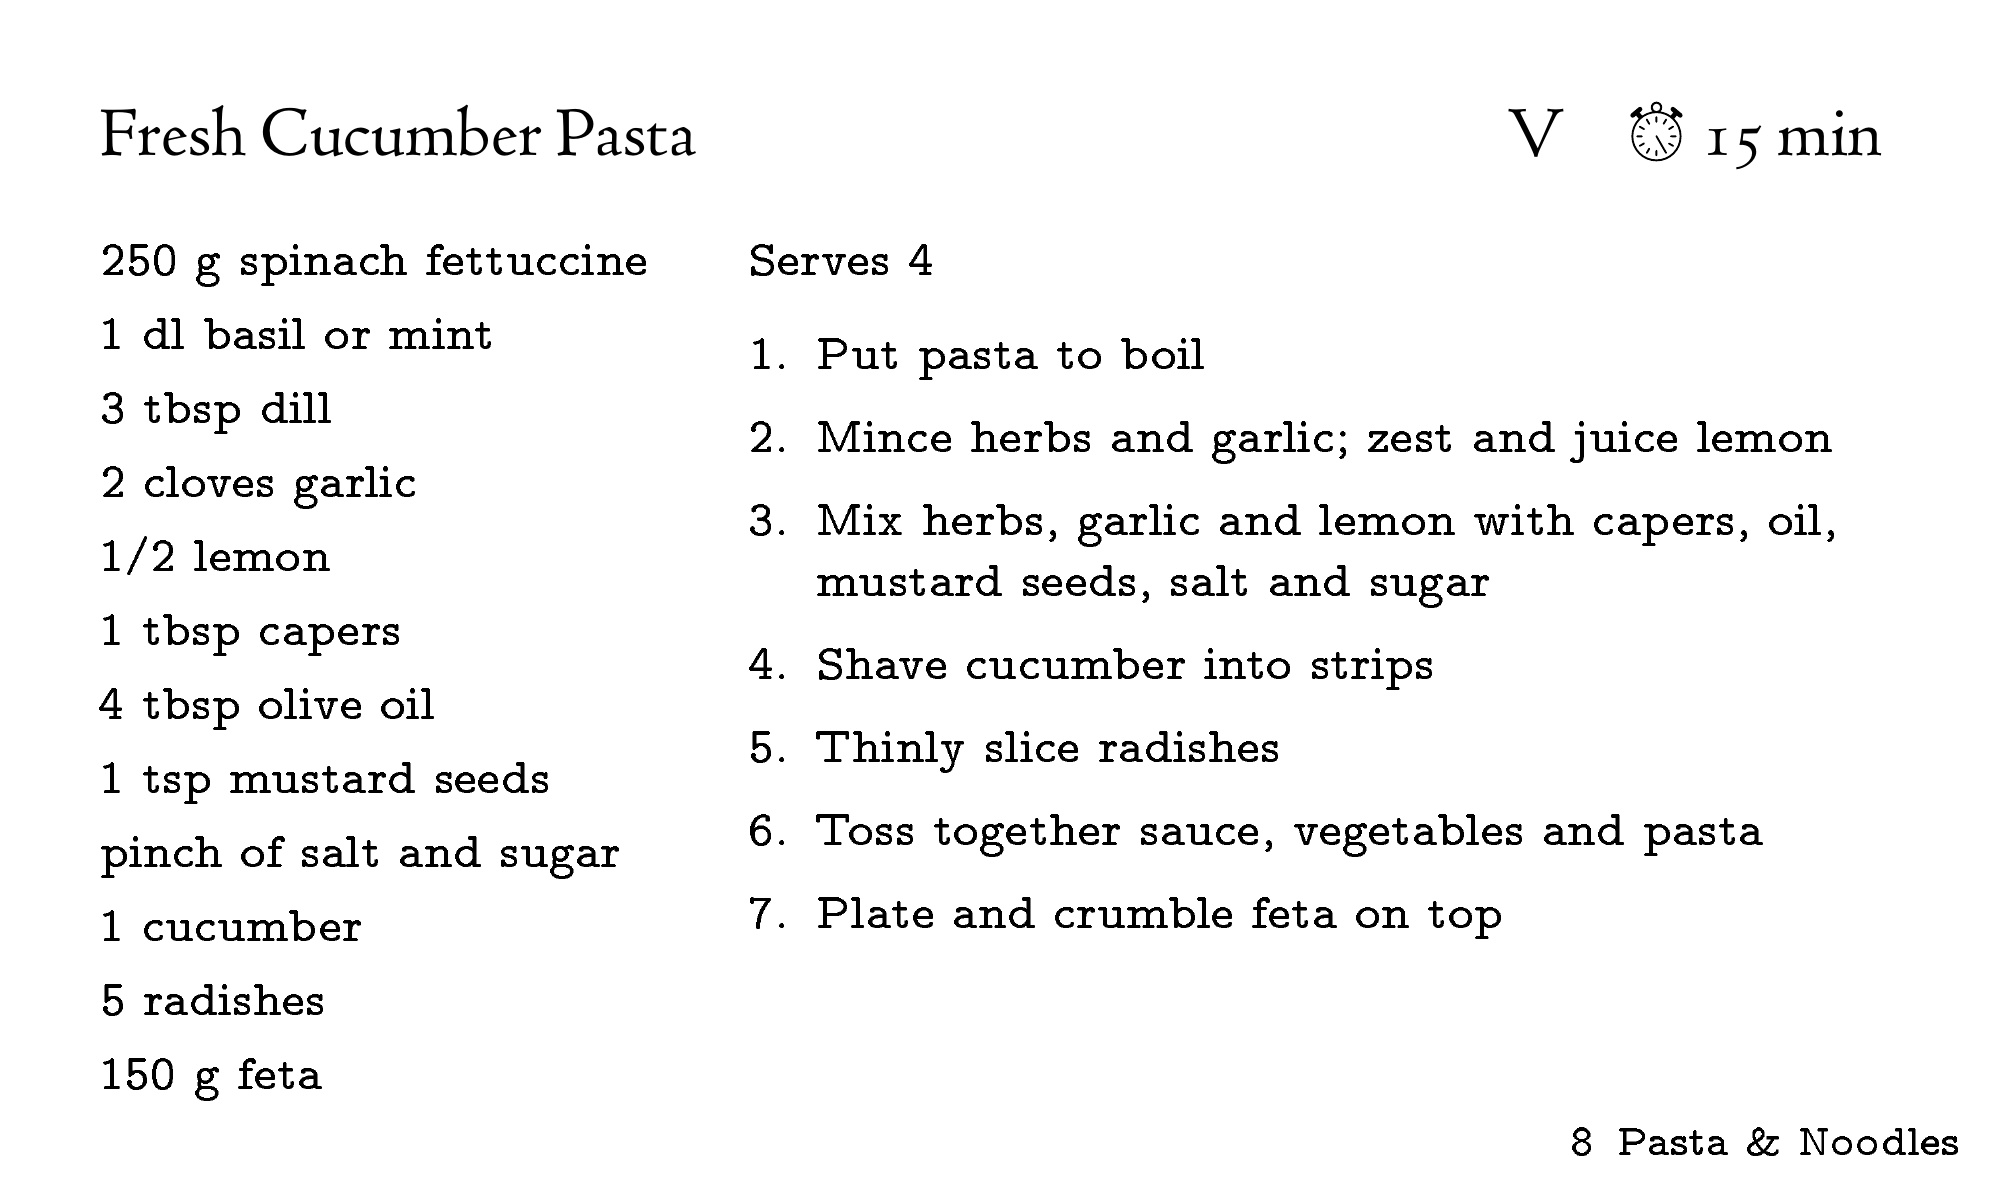 Fresh Cucumber Pasta
V 15 min
250 g spinach fettuccine
1 dl basil or mint
3 tbsp dill
2 cloves garlic
1/2 lemon
1 tbsp capers
4 tbsp olive oil
1 tsp mustard seeds
pinch of salt and sugar
1 cucumber
5 radishes
150 g feta
Serves 4
1. Put pasta to boil
2. Mince herbs and garlic; zest and juice lemon
3. Mix herbs, garlic and lemon with capers, oil,
mustard seeds, salt and sugar
4. Shave cucumber into strips
5. Thinly slice radishes
6. Toss together sauce, vegetables and pasta
7. Plate and crumble feta on top
8 Pasta & Noodles